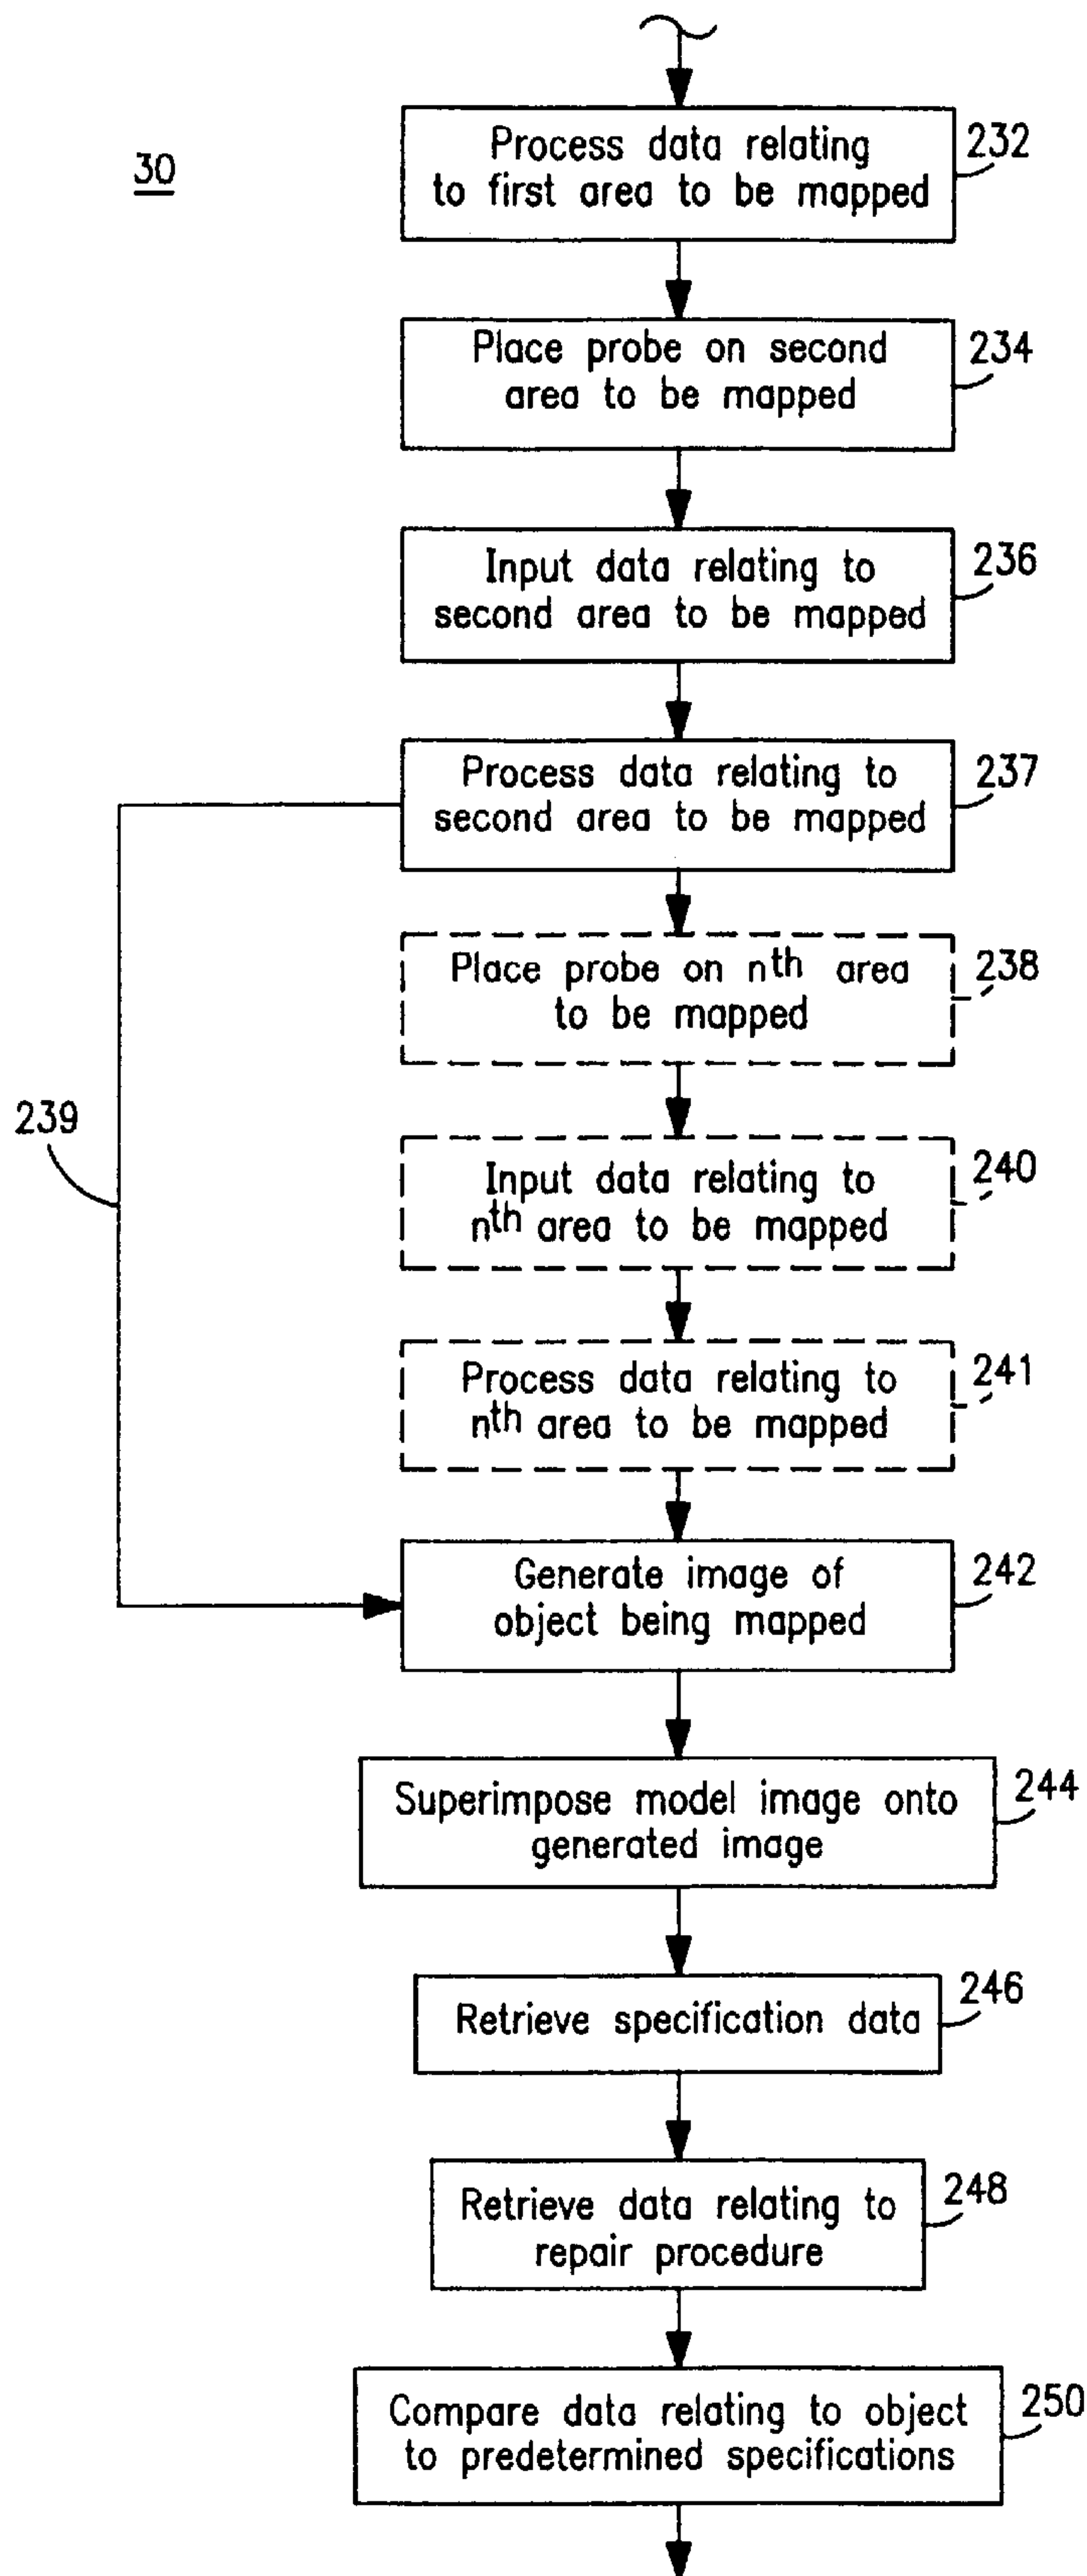 30
Process data relating
to first area to be mapped
232
Place probe on second
area to be mapped
234
Input data relating to
second area to be mapped
236
Process data relating to
second area to be mapped
237
Place probe on nth area
to be mapped
238
239
Input data relating to
nth area to be mapped
240
Process data relating to
nth area to be mapped
241
Generate image of
object being mapped
242
Superimpose model image onto
generated image
244
Retrieve specification data
246
Retrieve data relating to
repair procedure
248
Compare data relating to object
to predetermined specifications
250